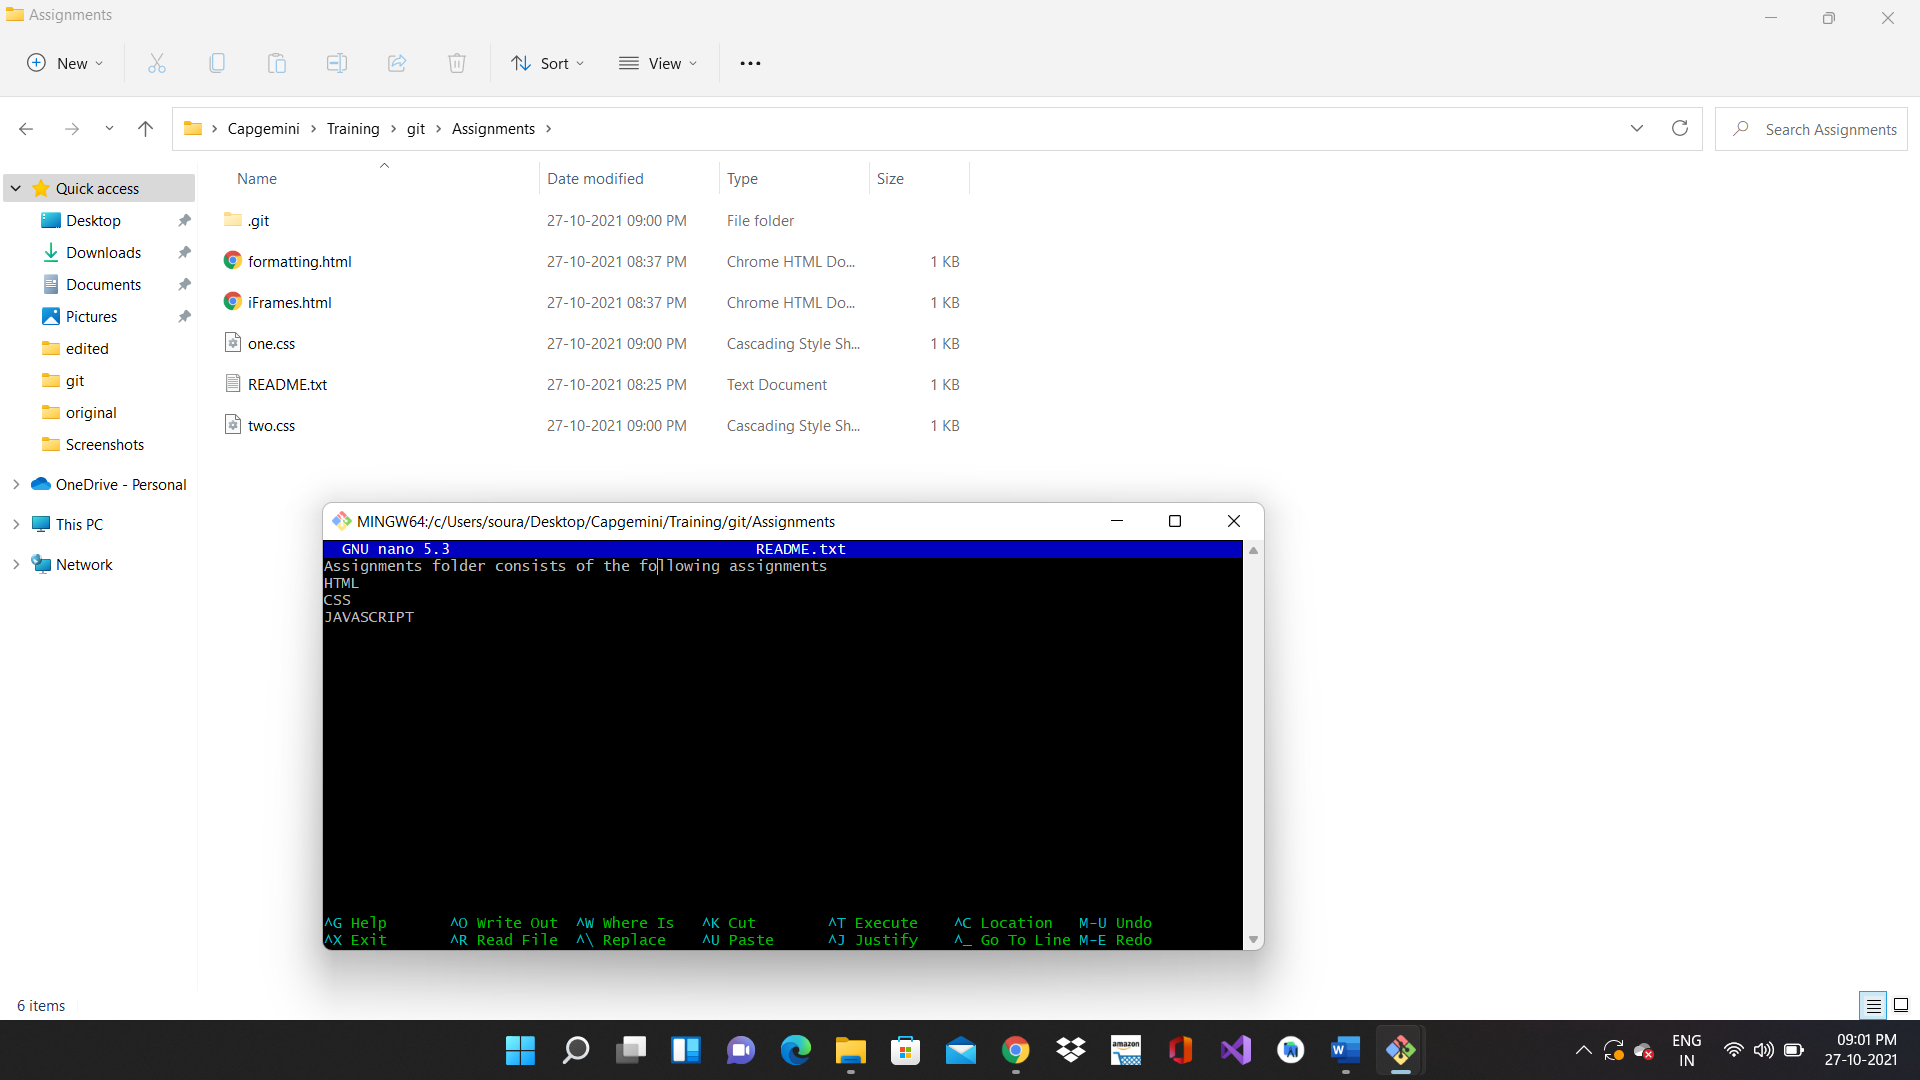 Assignments
New
Sort
View
Capgemini > Training > git > Assignments >
Search Assignments
Name Date modified Type Size
Quick access
Desktop
Downloads
Documents
Pictures
edited
git
original
Screenshots
OneDrive - Personal
This PC
Network
.git 27-10-2021 09:00 PM File folder
formatting.html 27-10-2021 08:37 PM Chrome HTML Do... 1 KB
iFrames.html 27-10-2021 08:37 PM Chrome HTML Do... 1 KB
one.css 27-10-2021 09:00 PM Cascading Style Sh... 1 KB
README.txt 27-10-2021 08:25 PM Text Document 1 KB
two.css 27-10-2021 09:00 PM Cascading Style Sh... 1 KB
MINGW64:/c/Users/soura/Desktop/Capgemini/Training/git/Assignments
GNU nano 5.3 README.txt
Assignments folder consists of the following assignments
HTML
CSS
JAVASCRIPT
^G Help ^O Write Out ^W Where Is ^K Cut ^T Execute ^C Location M-U Undo
^X Exit ^R Read File ^\ Replace ^U Paste ^J Justify ^_ Go To Line M-E Redo
6 items
amazon
ENG
IN
09:01 PM
27-10-2021